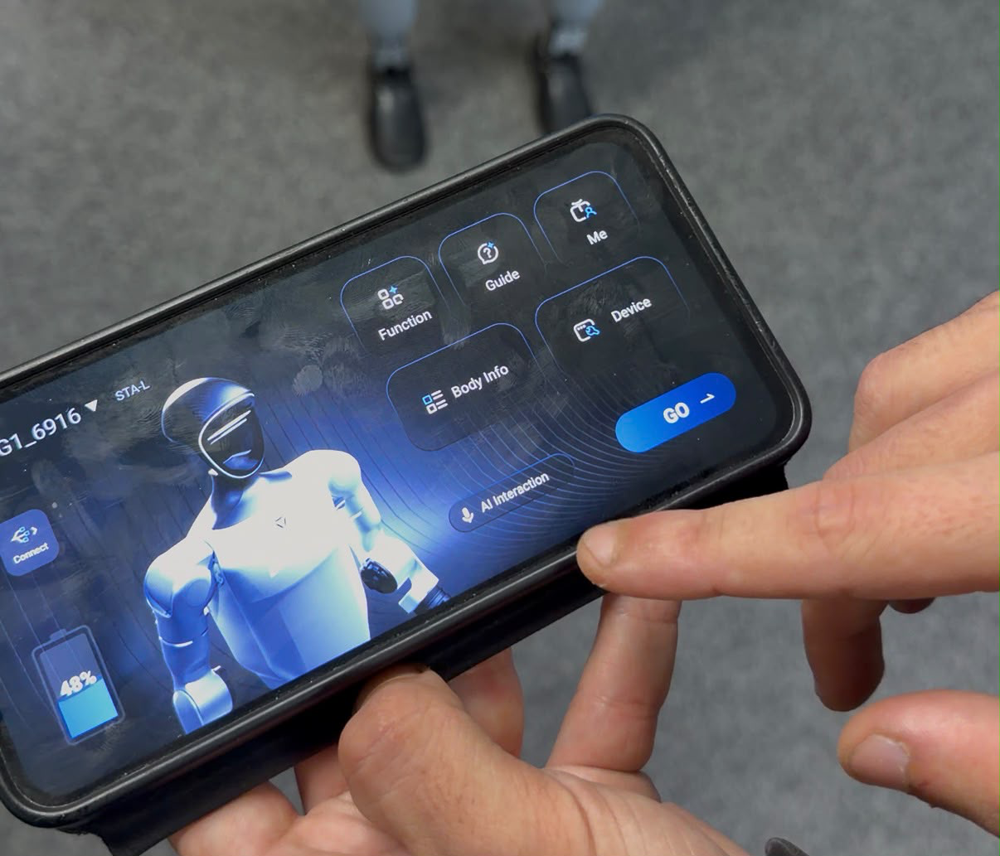 G1_6916 ▼ STA-L
Connect
48%
Function
Guide
Me
Body Info
Device
AI Interaction
GO